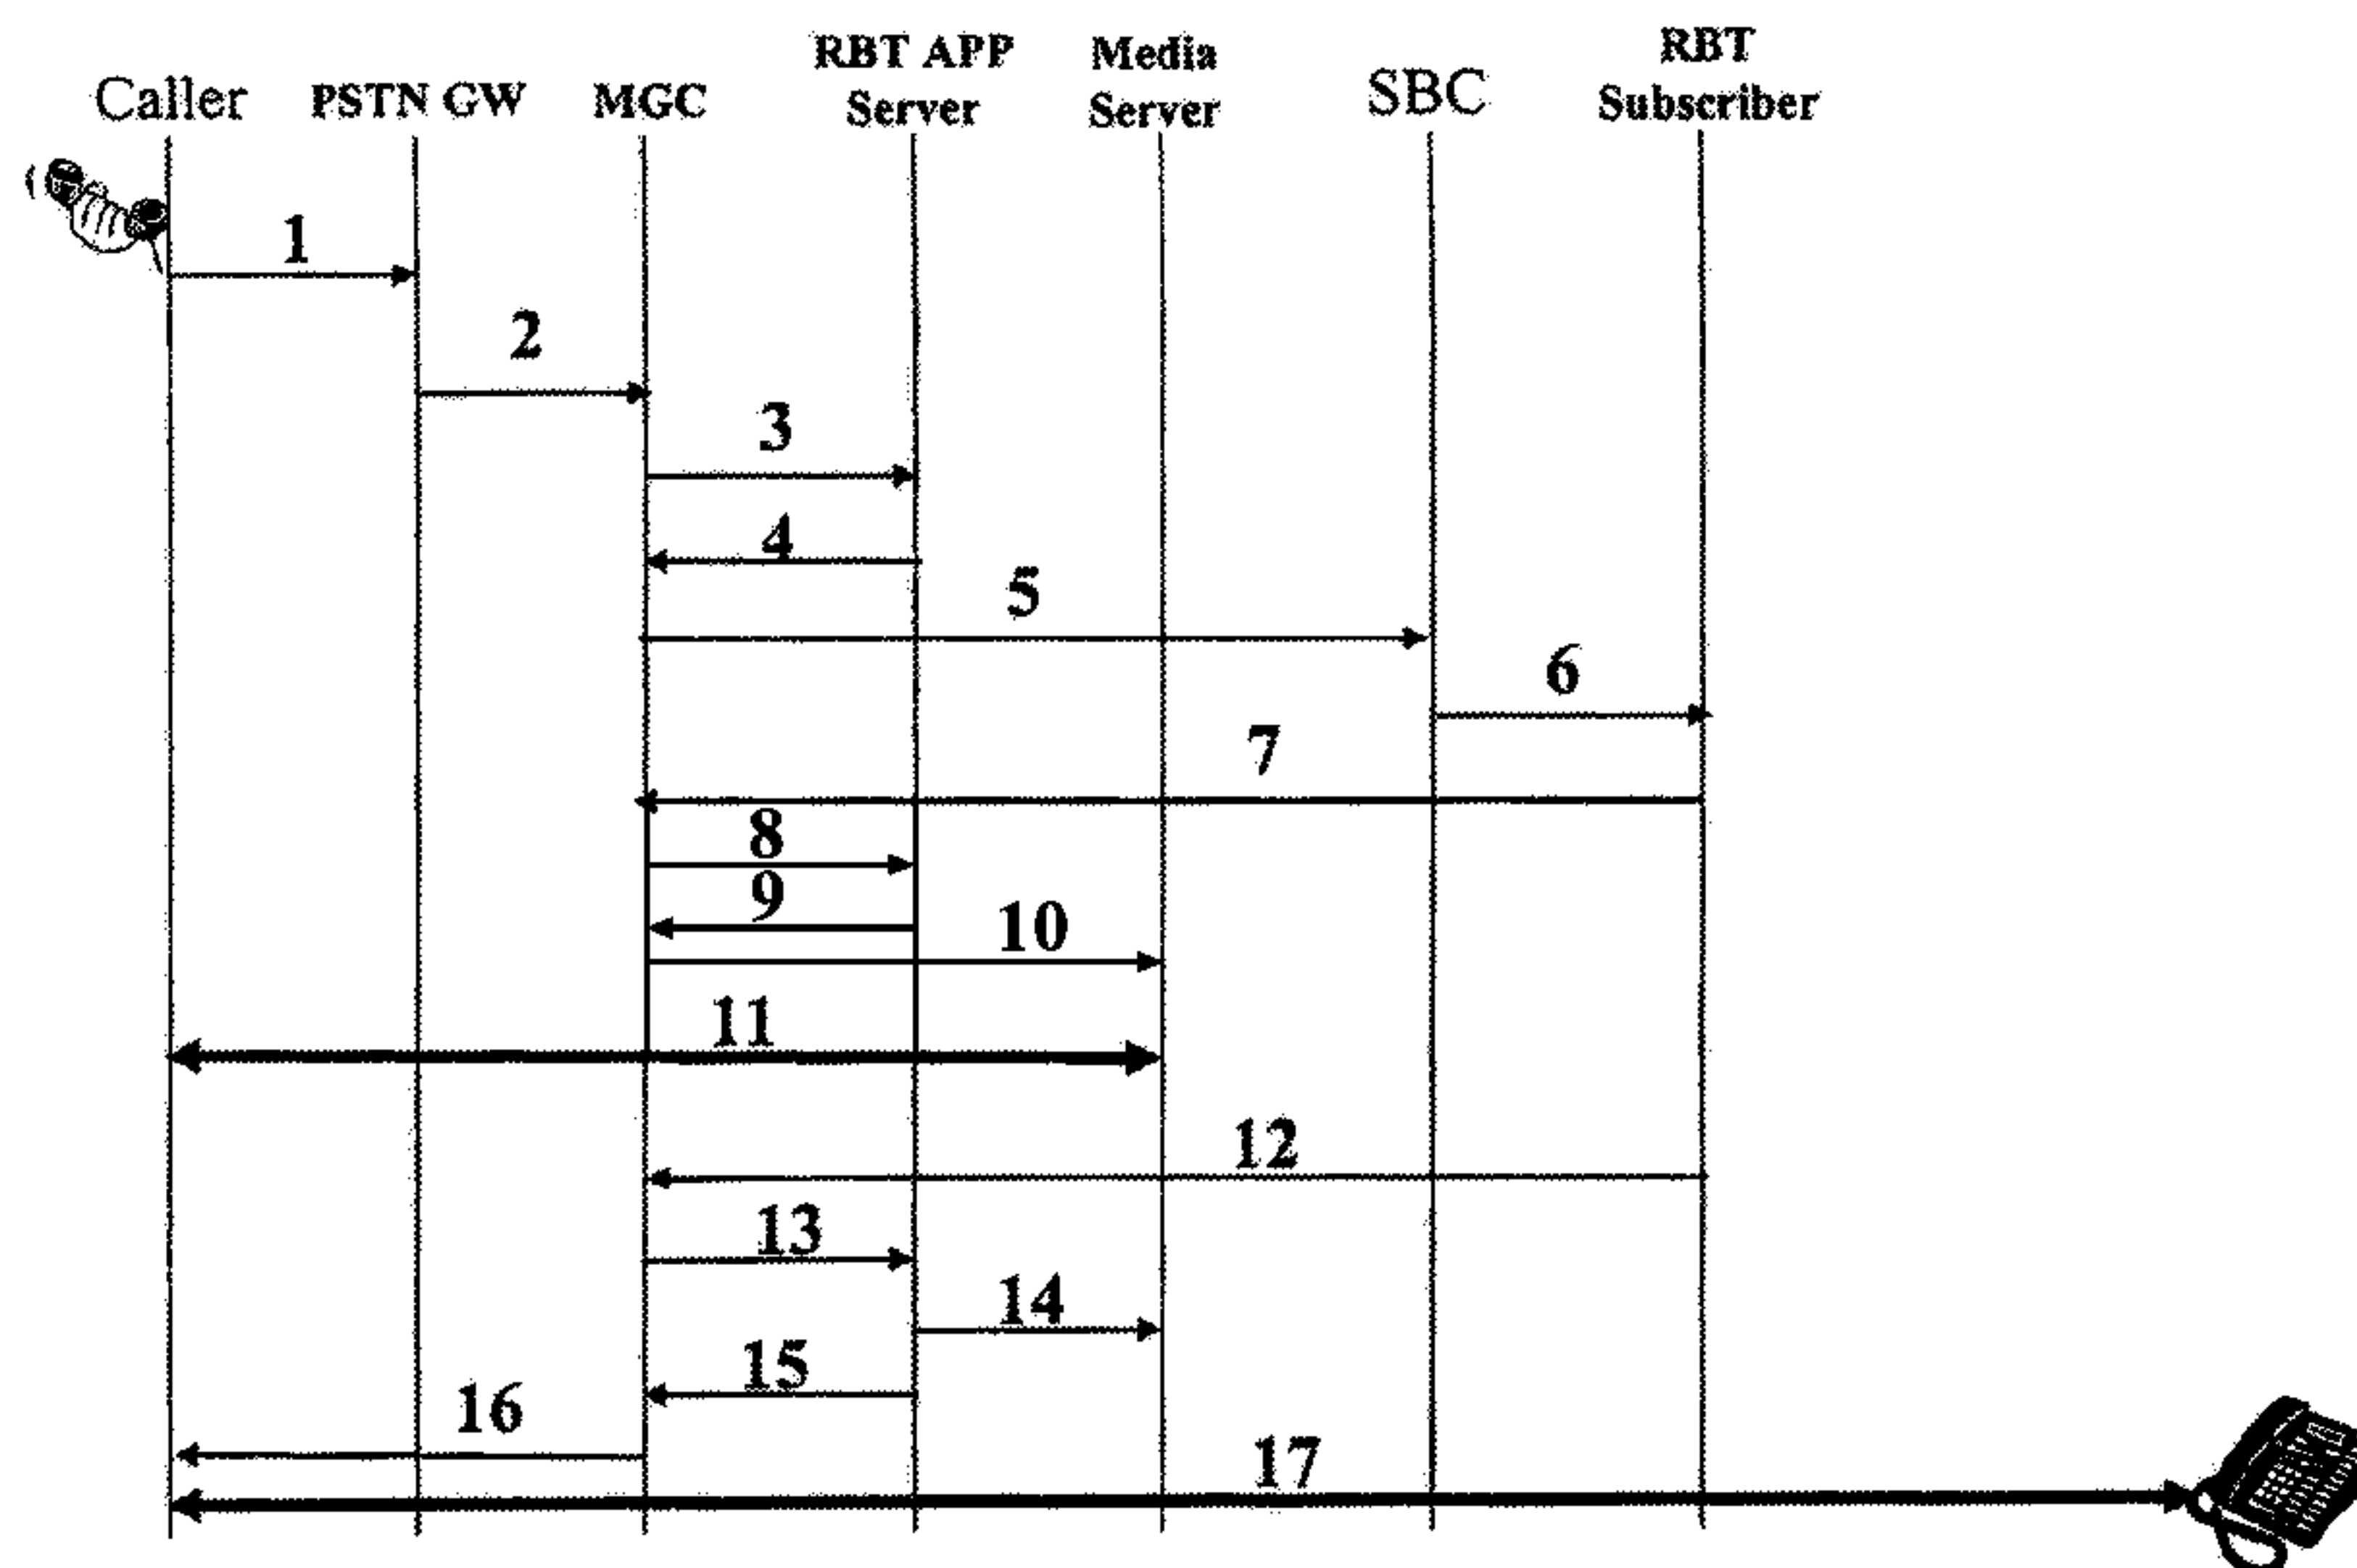 Caller
PSTN GW
MGC
RBT APP
Server
Media
Server
SBC
RBT
Subscriber
1
2
3
4
5
6
7
8
9
10
11
12
13
14
15
16
17